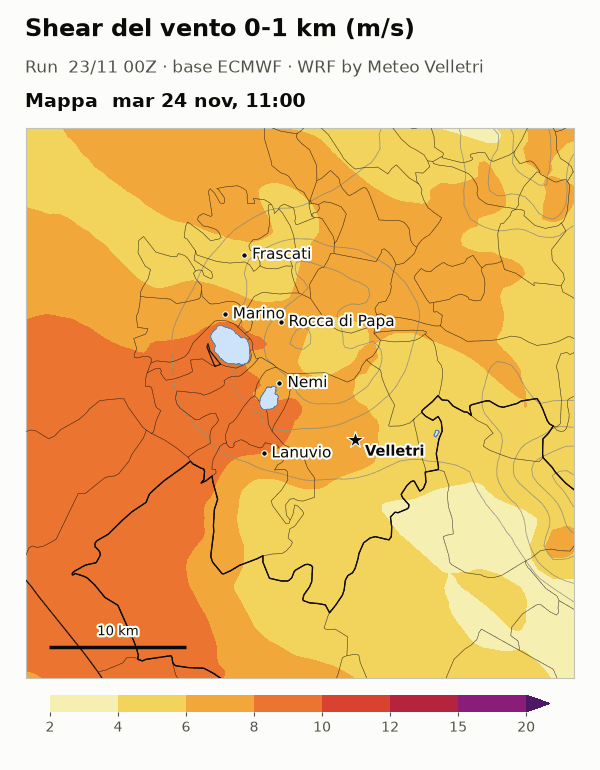 Shear del vento 0-1 km (m/s)
Run  23/11 00Z · base ECMWF · WRF by Meteo Velletri
Mappa  mar 24 nov, 11:00
Frascati
Marino
Rocca di Papa
Nemi
Velletri
Lanuvio
10 km
2 4 6 8 10 12 15 20